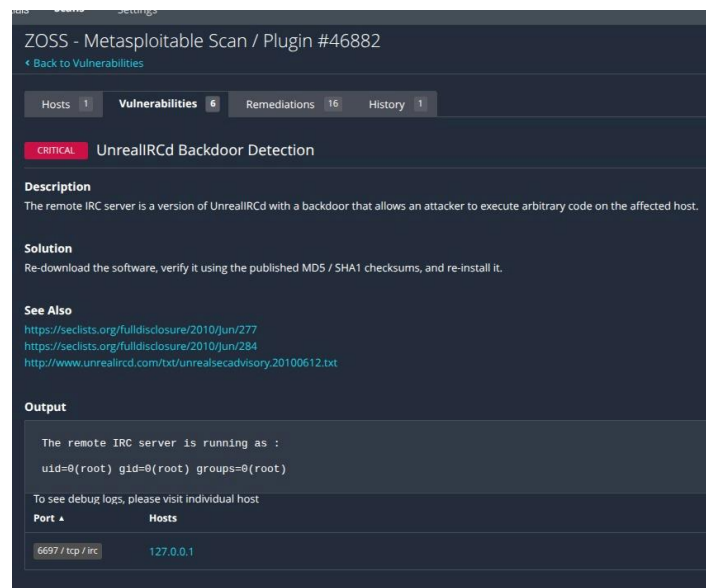 Scans Settings
ZOSS - Metasploitable Scan / Plugin #46882
‹ Back to Vulnerabilities
Hosts 1 Vulnerabilities 6 Remediations 16 History 1
CRITICAL UnrealIRCd Backdoor Detection
Description
The remote IRC server is a version of UnrealIRCd with a backdoor that allows an attacker to execute arbitrary code on the affected host.
Solution
Re-download the software, verify it using the published MD5 / SHA1 checksums, and re-install it.
See Also
https://seclists.org/fulldisclosure/2010/Jun/277
https://seclists.org/fulldisclosure/2010/Jun/284
http://www.unrealircd.com/txt/unrealsecadvisory.20100612.txt
Output
The remote IRC server is running as :
uid=0(root) gid=0(root) groups=0(root)
To see debug logs, please visit individual host
Port ▲ Hosts
6697 / tcp / irc 127.0.0.1